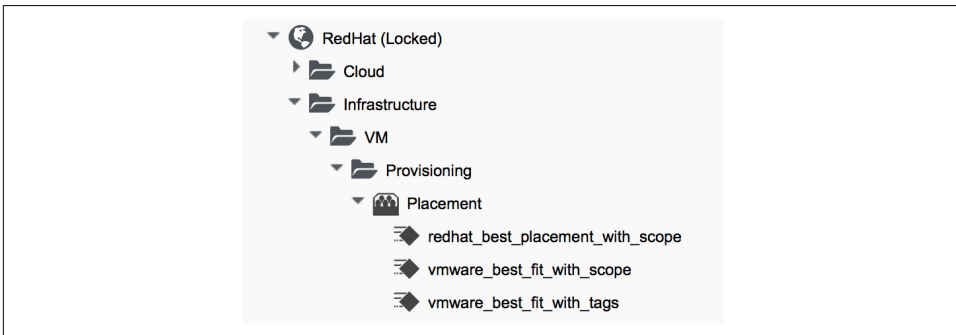 RedHat (Locked)
Cloud
Infrastructure
VM
Provisioning
Placement
redhat_best_placement_with_scope
vmware_best_fit_with_scope
vmware_best_fit_with_tags